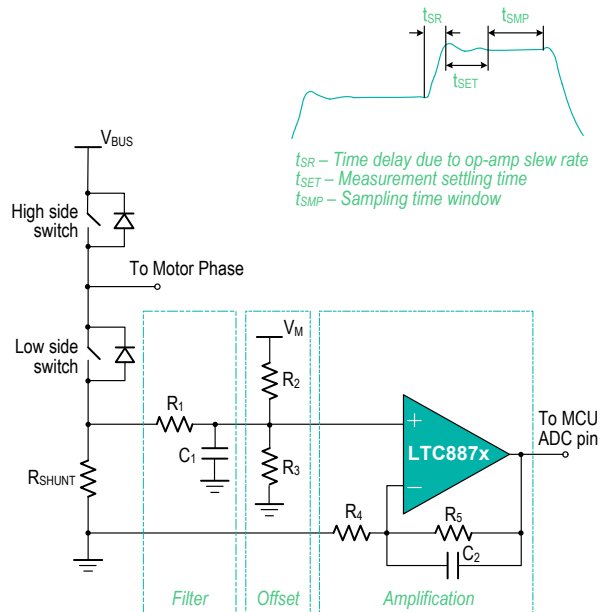 tSR
tSMP
tSET
tSR – Time delay due to op-amp slew rate
tSET – Measurement settling time
tSMP – Sampling time window
VBUS
High side
switch
To Motor Phase
Low side
switch
VM
R1
R2
C1
R3
RSHUNT
+
LTC887x
−
To MCU
ADC pin
R4
R5
C2
Filter
Offset
Amplification